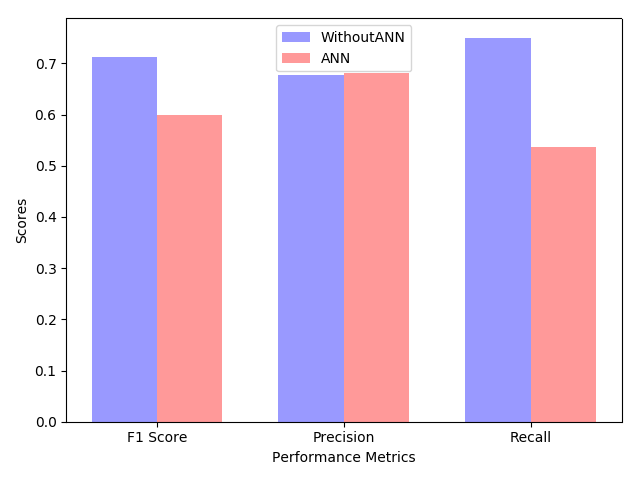 WithoutANN
ANN
0.7
0.6
0.5
0.4
0.3
0.2
0.1
0.0
Scores
F1 Score Precision Recall
Performance Metrics